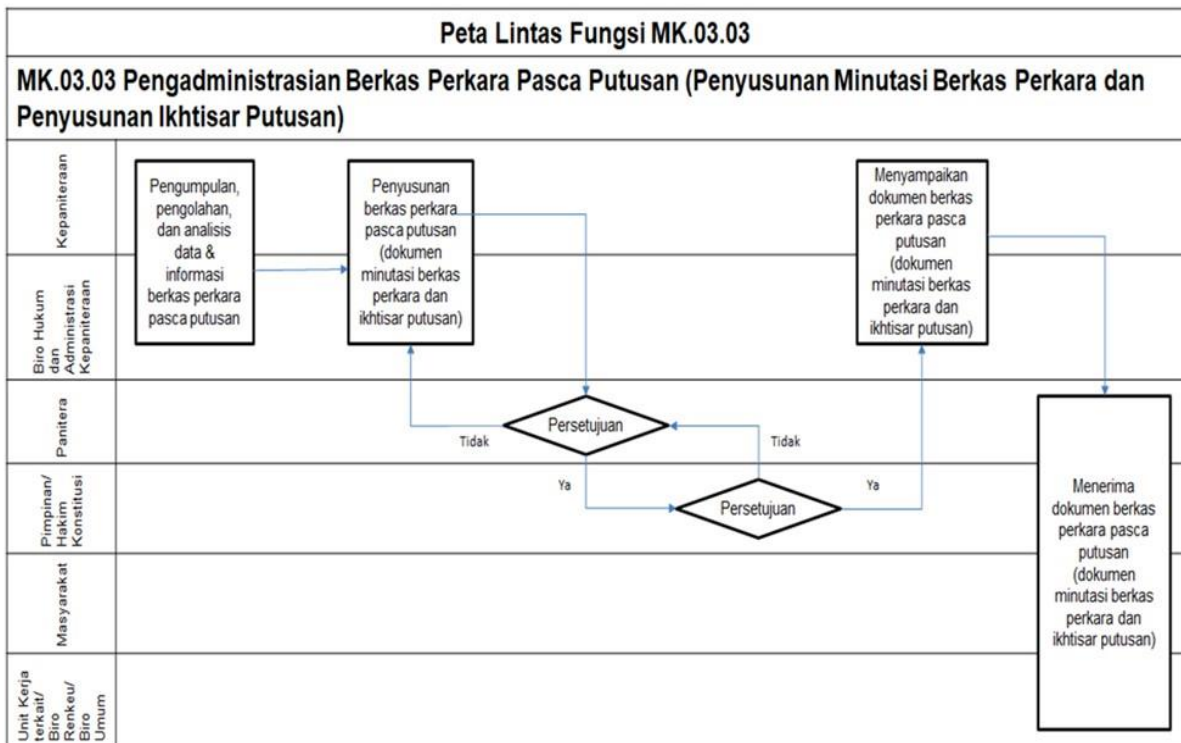 Peta Lintas Fungsi MK.03.03
MK.03.03 Pengadministrasian Berkas Perkara Pasca Putusan (Penyusunan Minutasi Berkas Perkara dan
Penyusunan Ikhtisar Putusan)
Kepaniteraan
Biro Hukum
dan
Administrasi
Kepaniteraan
Panitera
Pimpinan/
Hakim
Konstitusi
Masyarakat
Unit Kerja
terkait/
Biro
Renkeu/
Biro
Umum
Pengumpulan,
pengolahan,
dan analisis
data &
informasi
berkas perkara
pasca putusan
Penyusunan
berkas perkara
pasca putusan
(dokumen
minutasi berkas
perkara dan
ikhtisar putusan)
Persetujuan
Tidak
Ya
Persetujuan
Tidak
Ya
Menyampaikan
dokumen berkas
perkara pasca
putusan
(dokumen
minutasi berkas
perkara dan
ikhtisar putusan)
Menerima
dokumen berkas
perkara pasca
putusan
(dokumen
minutasi berkas
perkara dan
ikhtisar putusan)